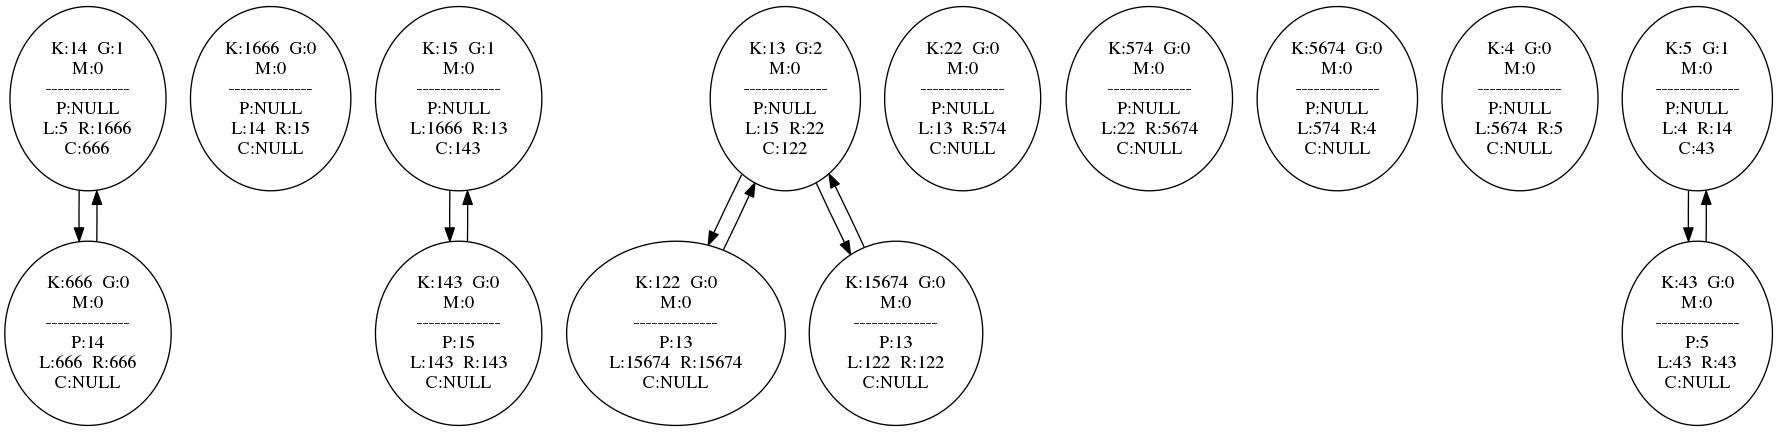 K:14 G:1
M:0
--------------
P:NULL
L:5 R:1666
C:666
K:1666 G:0
M:0
--------------
P:NULL
L:14 R:15
C:NULL
K:15 G:1
M:0
--------------
P:NULL
L:1666 R:13
C:143
K:13 G:2
M:0
--------------
P:NULL
L:15 R:22
C:122
K:22 G:0
M:0
--------------
P:NULL
L:13 R:574
C:NULL
K:574 G:0
M:0
--------------
P:NULL
L:22 R:5674
C:NULL
K:5674 G:0
M:0
--------------
P:NULL
L:574 R:4
C:NULL
K:4 G:0
M:0
--------------
P:NULL
L:5674 R:5
C:NULL
K:5 G:1
M:0
--------------
P:NULL
L:4 R:14
C:43
K:666 G:0
M:0
--------------
P:14
L:666 R:666
C:NULL
K:143 G:0
M:0
--------------
P:15
L:143 R:143
C:NULL
K:122 G:0
M:0
--------------
P:13
L:15674 R:15674
C:NULL
K:15674 G:0
M:0
--------------
P:13
L:122 R:122
C:NULL
K:43 G:0
M:0
--------------
P:5
L:43 R:43
C:NULL